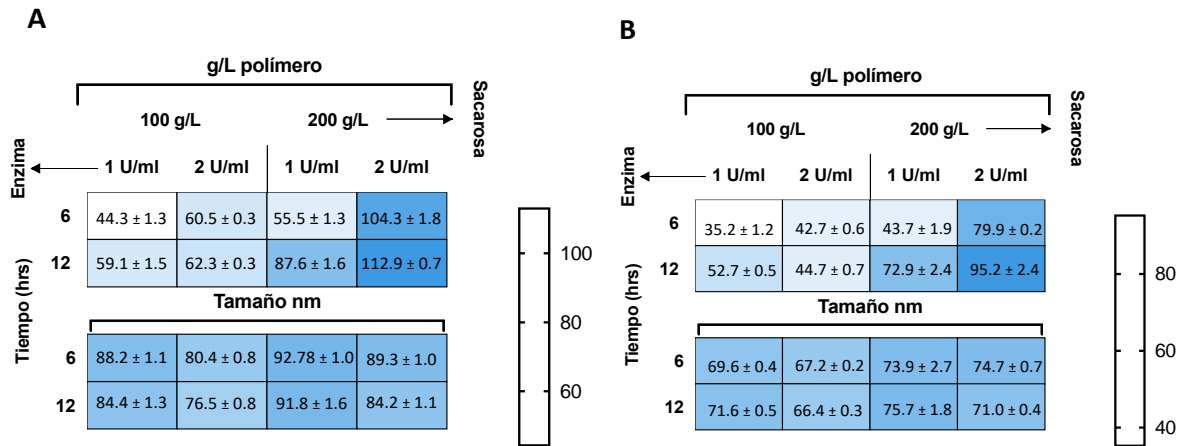 A
g/L polímero
Sacarosa
100 g/L 200 g/L
Enzima
1 U/ml 2 U/ml 1 U/ml 2 U/ml
6 44.3 ± 1.3 60.5 ± 0.3 55.5 ± 1.3 104.3 ± 1.8
12 59.1 ± 1.5 62.3 ± 0.3 87.6 ± 1.6 112.9 ± 0.7
Tiempo (hrs)
Tamaño nm
6 88.2 ± 1.1 80.4 ± 0.8 92.78 ± 1.0 89.3 ± 1.0
12 84.4 ± 1.3 76.5 ± 0.8 91.8 ± 1.6 84.2 ± 1.1
100
80
60
B
g/L polímero
Sacarosa
100 g/L 200 g/L
Enzima
1 U/ml 2 U/ml 1 U/ml 2 U/ml
6 35.2 ± 1.2 42.7 ± 0.6 43.7 ± 1.9 79.9 ± 0.2
12 52.7 ± 0.5 44.7 ± 0.7 72.9 ± 2.4 95.2 ± 2.4
Tiempo (hrs)
Tamaño nm
6 69.6 ± 0.4 67.2 ± 0.2 73.9 ± 2.7 74.7 ± 0.7
12 71.6 ± 0.5 66.4 ± 0.3 75.7 ± 1.8 71.0 ± 0.4
80
60
40